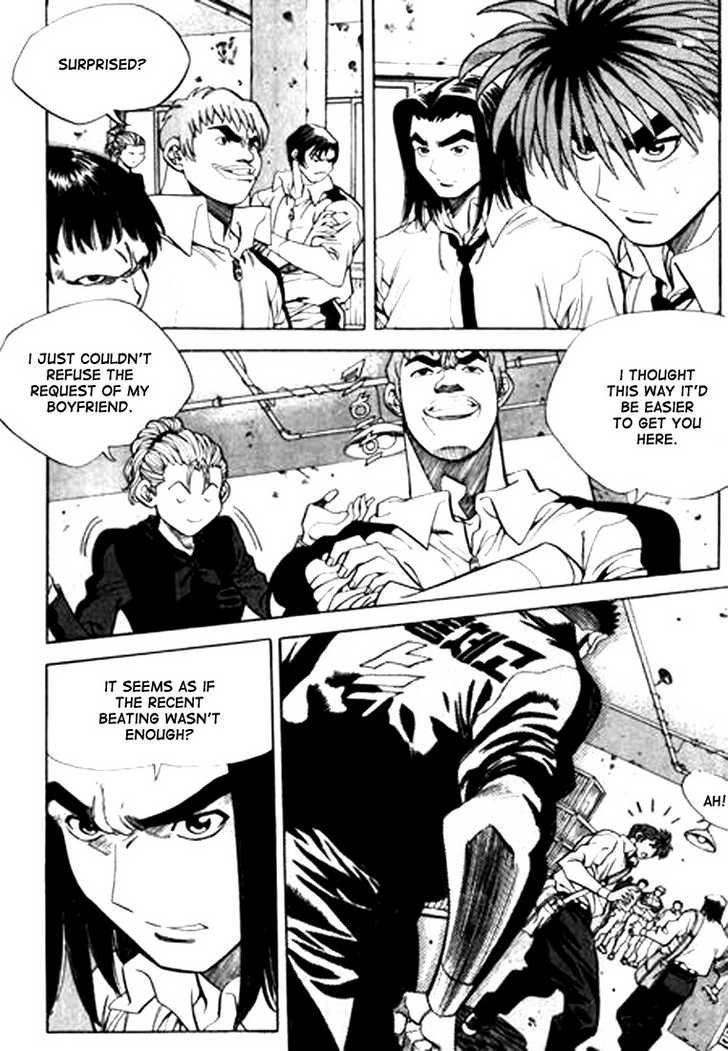 SURPRISED?
I JUST COULDN'T
REFUSE THE
REQUEST OF MY
BOYFRIEND.
I THOUGHT
THIS WAY IT'D
BE EASIER
TO GET YOU
HERE.
IT SEEMS AS IF
THE RECENT
BEATING WASN'T
ENOUGH?
AH!